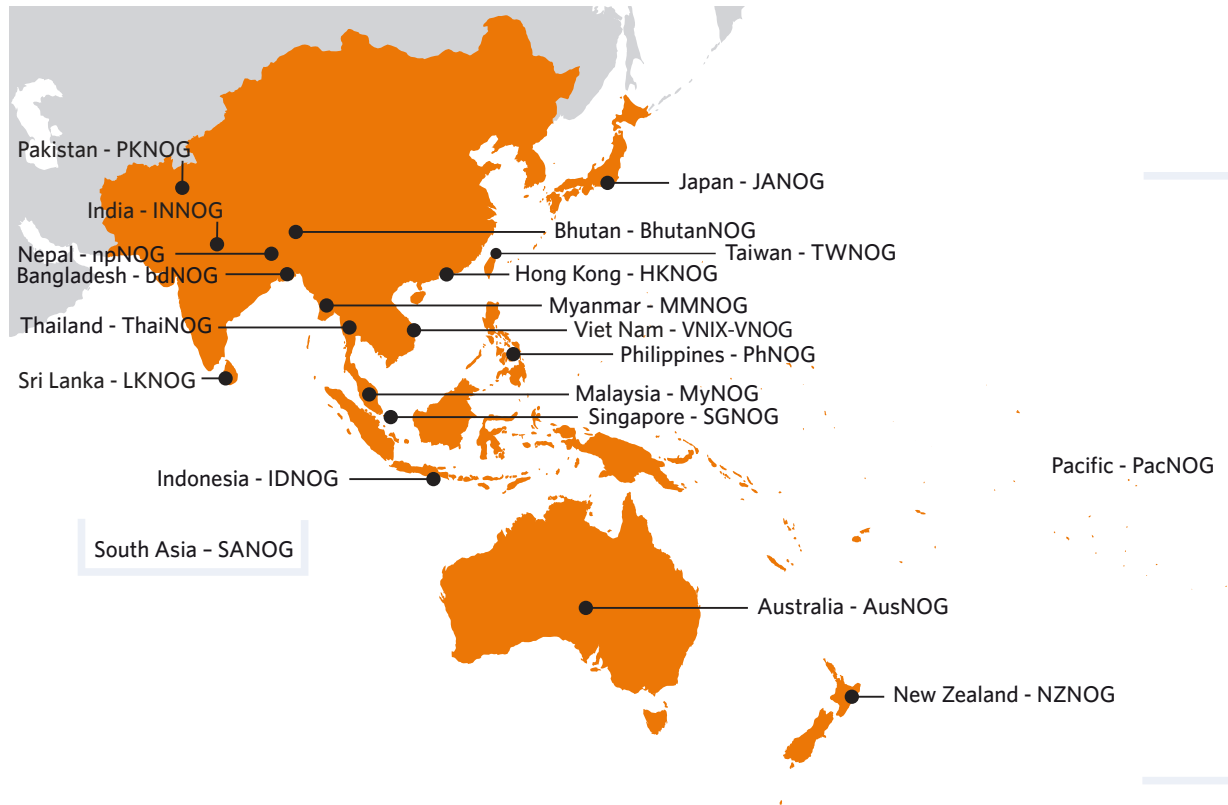 Pakistan - PKNOG
Japan - JANOG
India - INNOG
Bhutan - BhutanNOG
Nepal - npNOG
Taiwan - TWNOG
Bangladesh - bdNOG
Hong Kong - HKNOG
Myanmar - MMNOG
Thailand - ThaiNOG
Viet Nam - VNIX-VNOG
Philippines - PhNOG
Sri Lanka - LKNOG
Malaysia - MyNOG
Singapore - SGNOG
Pacific - PacNOG
Indonesia - IDNOG
South Asia – SANOG
Australia - AusNOG
New Zealand - NZNOG